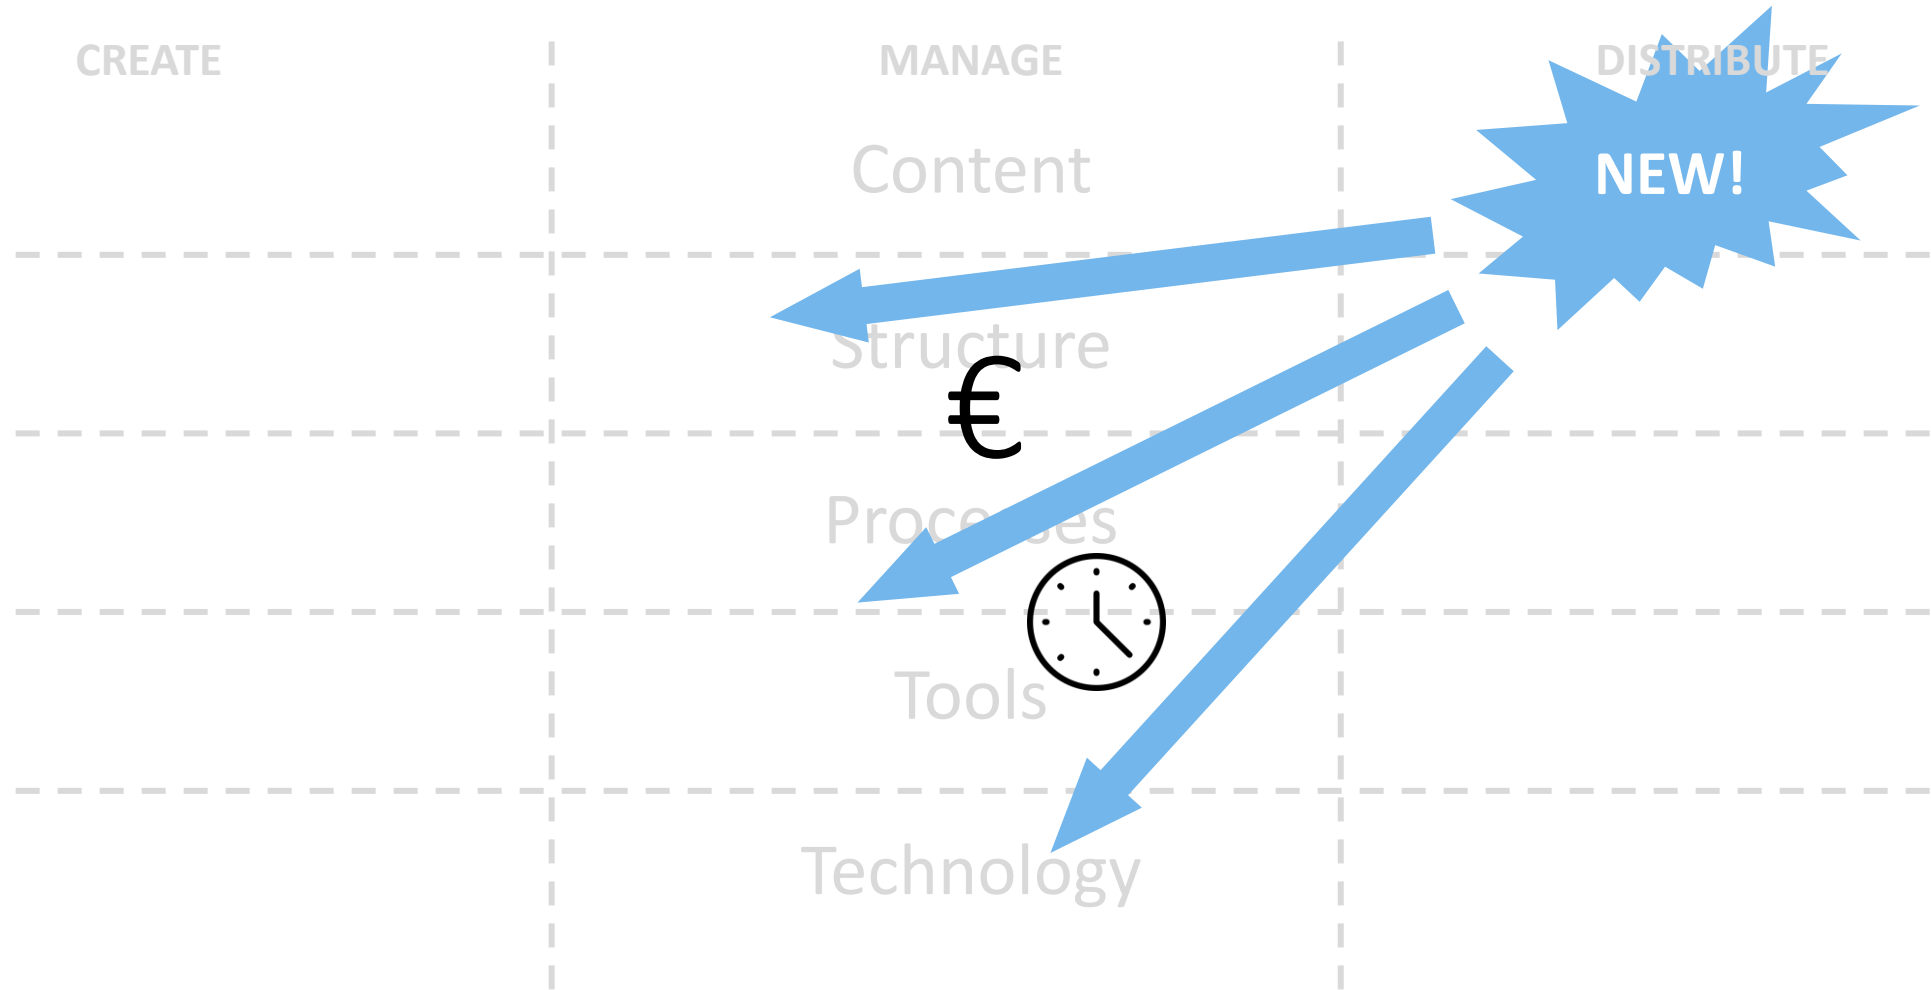 CREATE
MANAGE
DISTRIBUTE
Content
NEW!
Structure
€
Processes
Tools
Technology